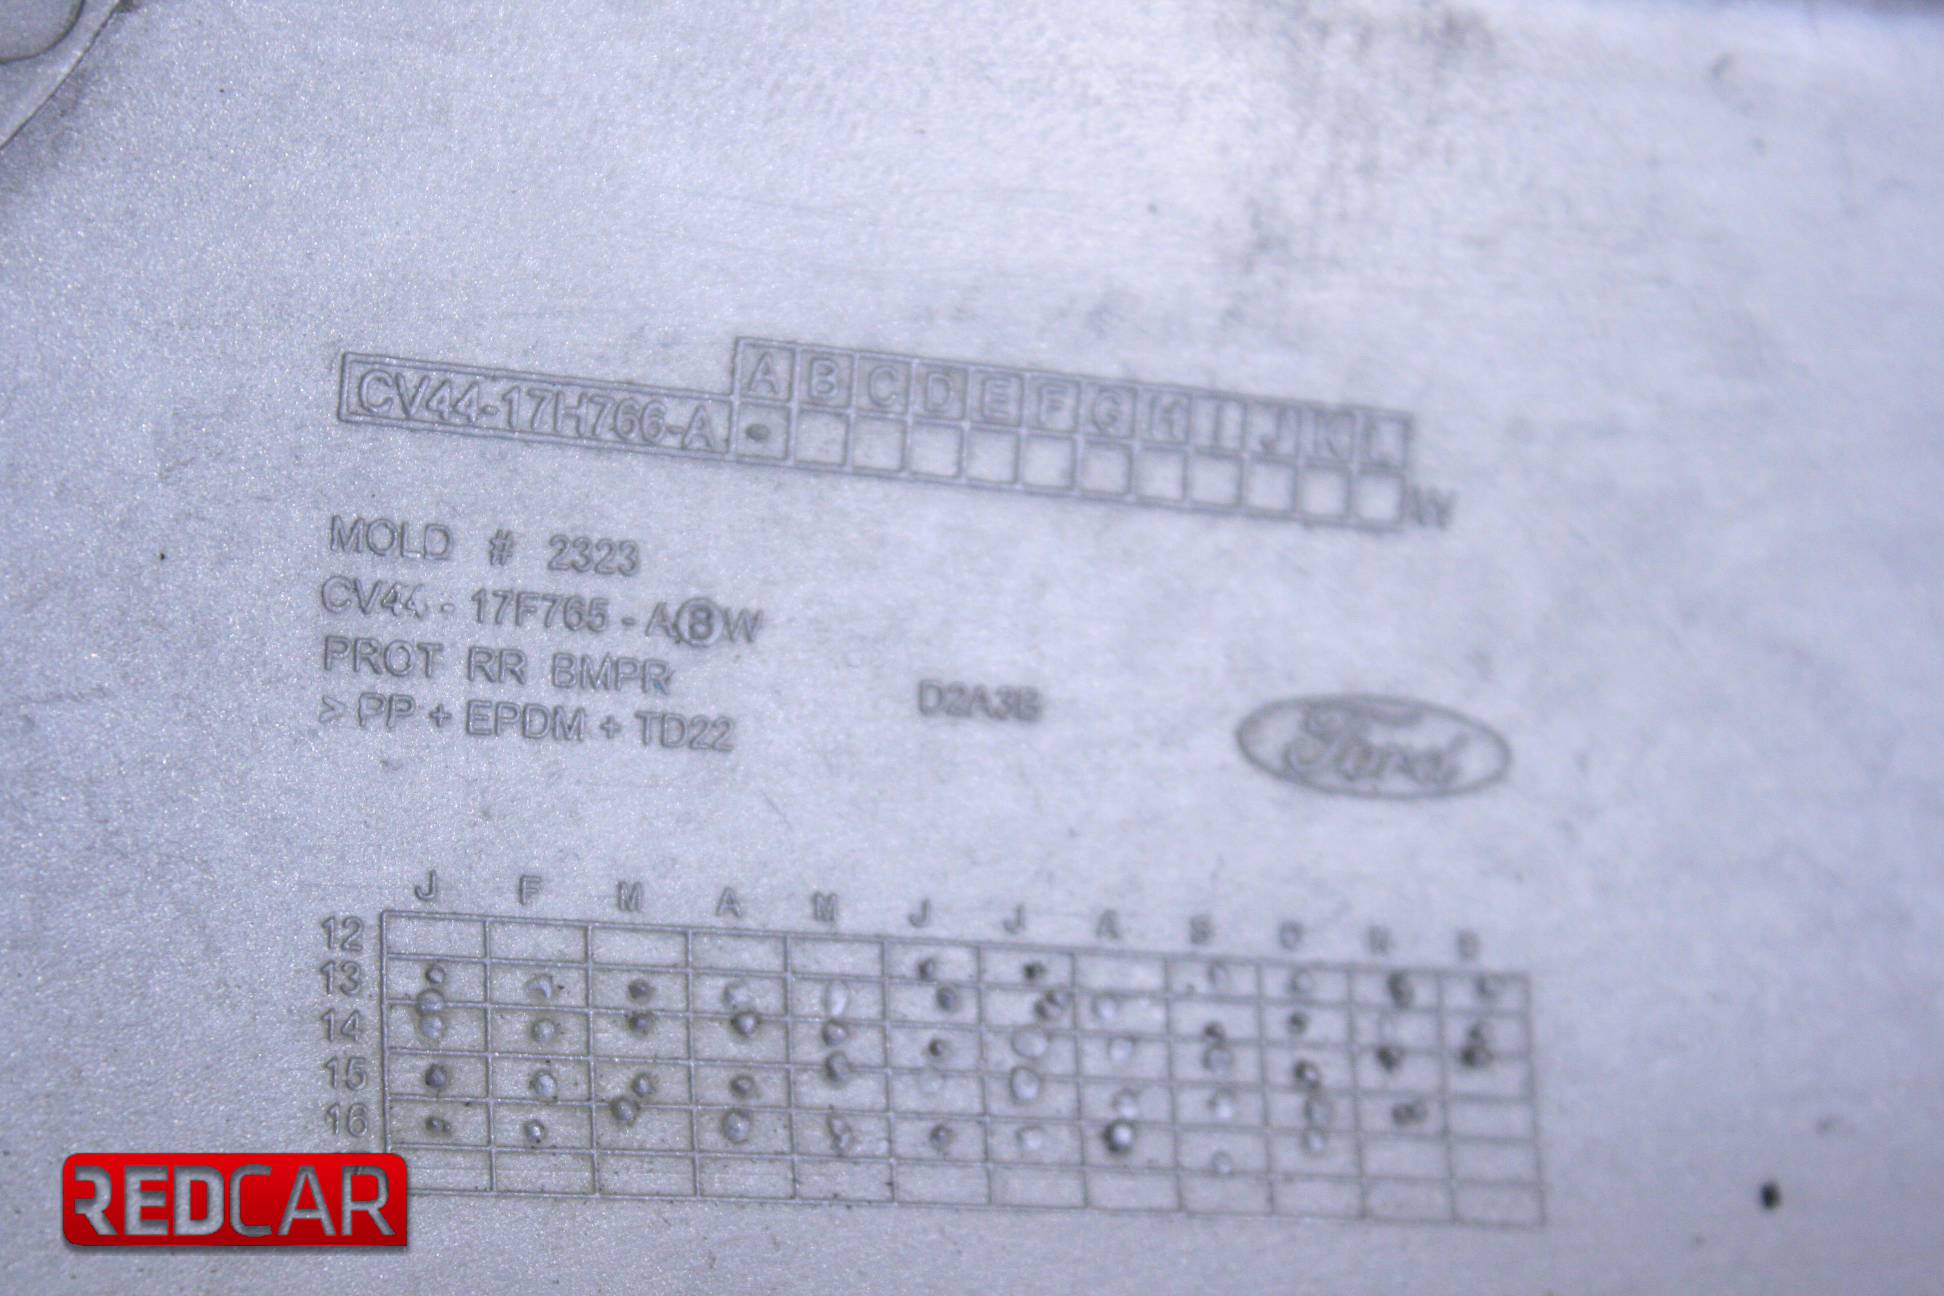 A B C D E F G H I J K L
CV44-17H766-A
MOLD # 2323
CV44 - 17F765 - A(B)W
PROT RR BMPR
> PP + EPDM + TD22
D2A3B
Ford
J F M A M J J A S O N D
12
13
14
15
16
REDCAR